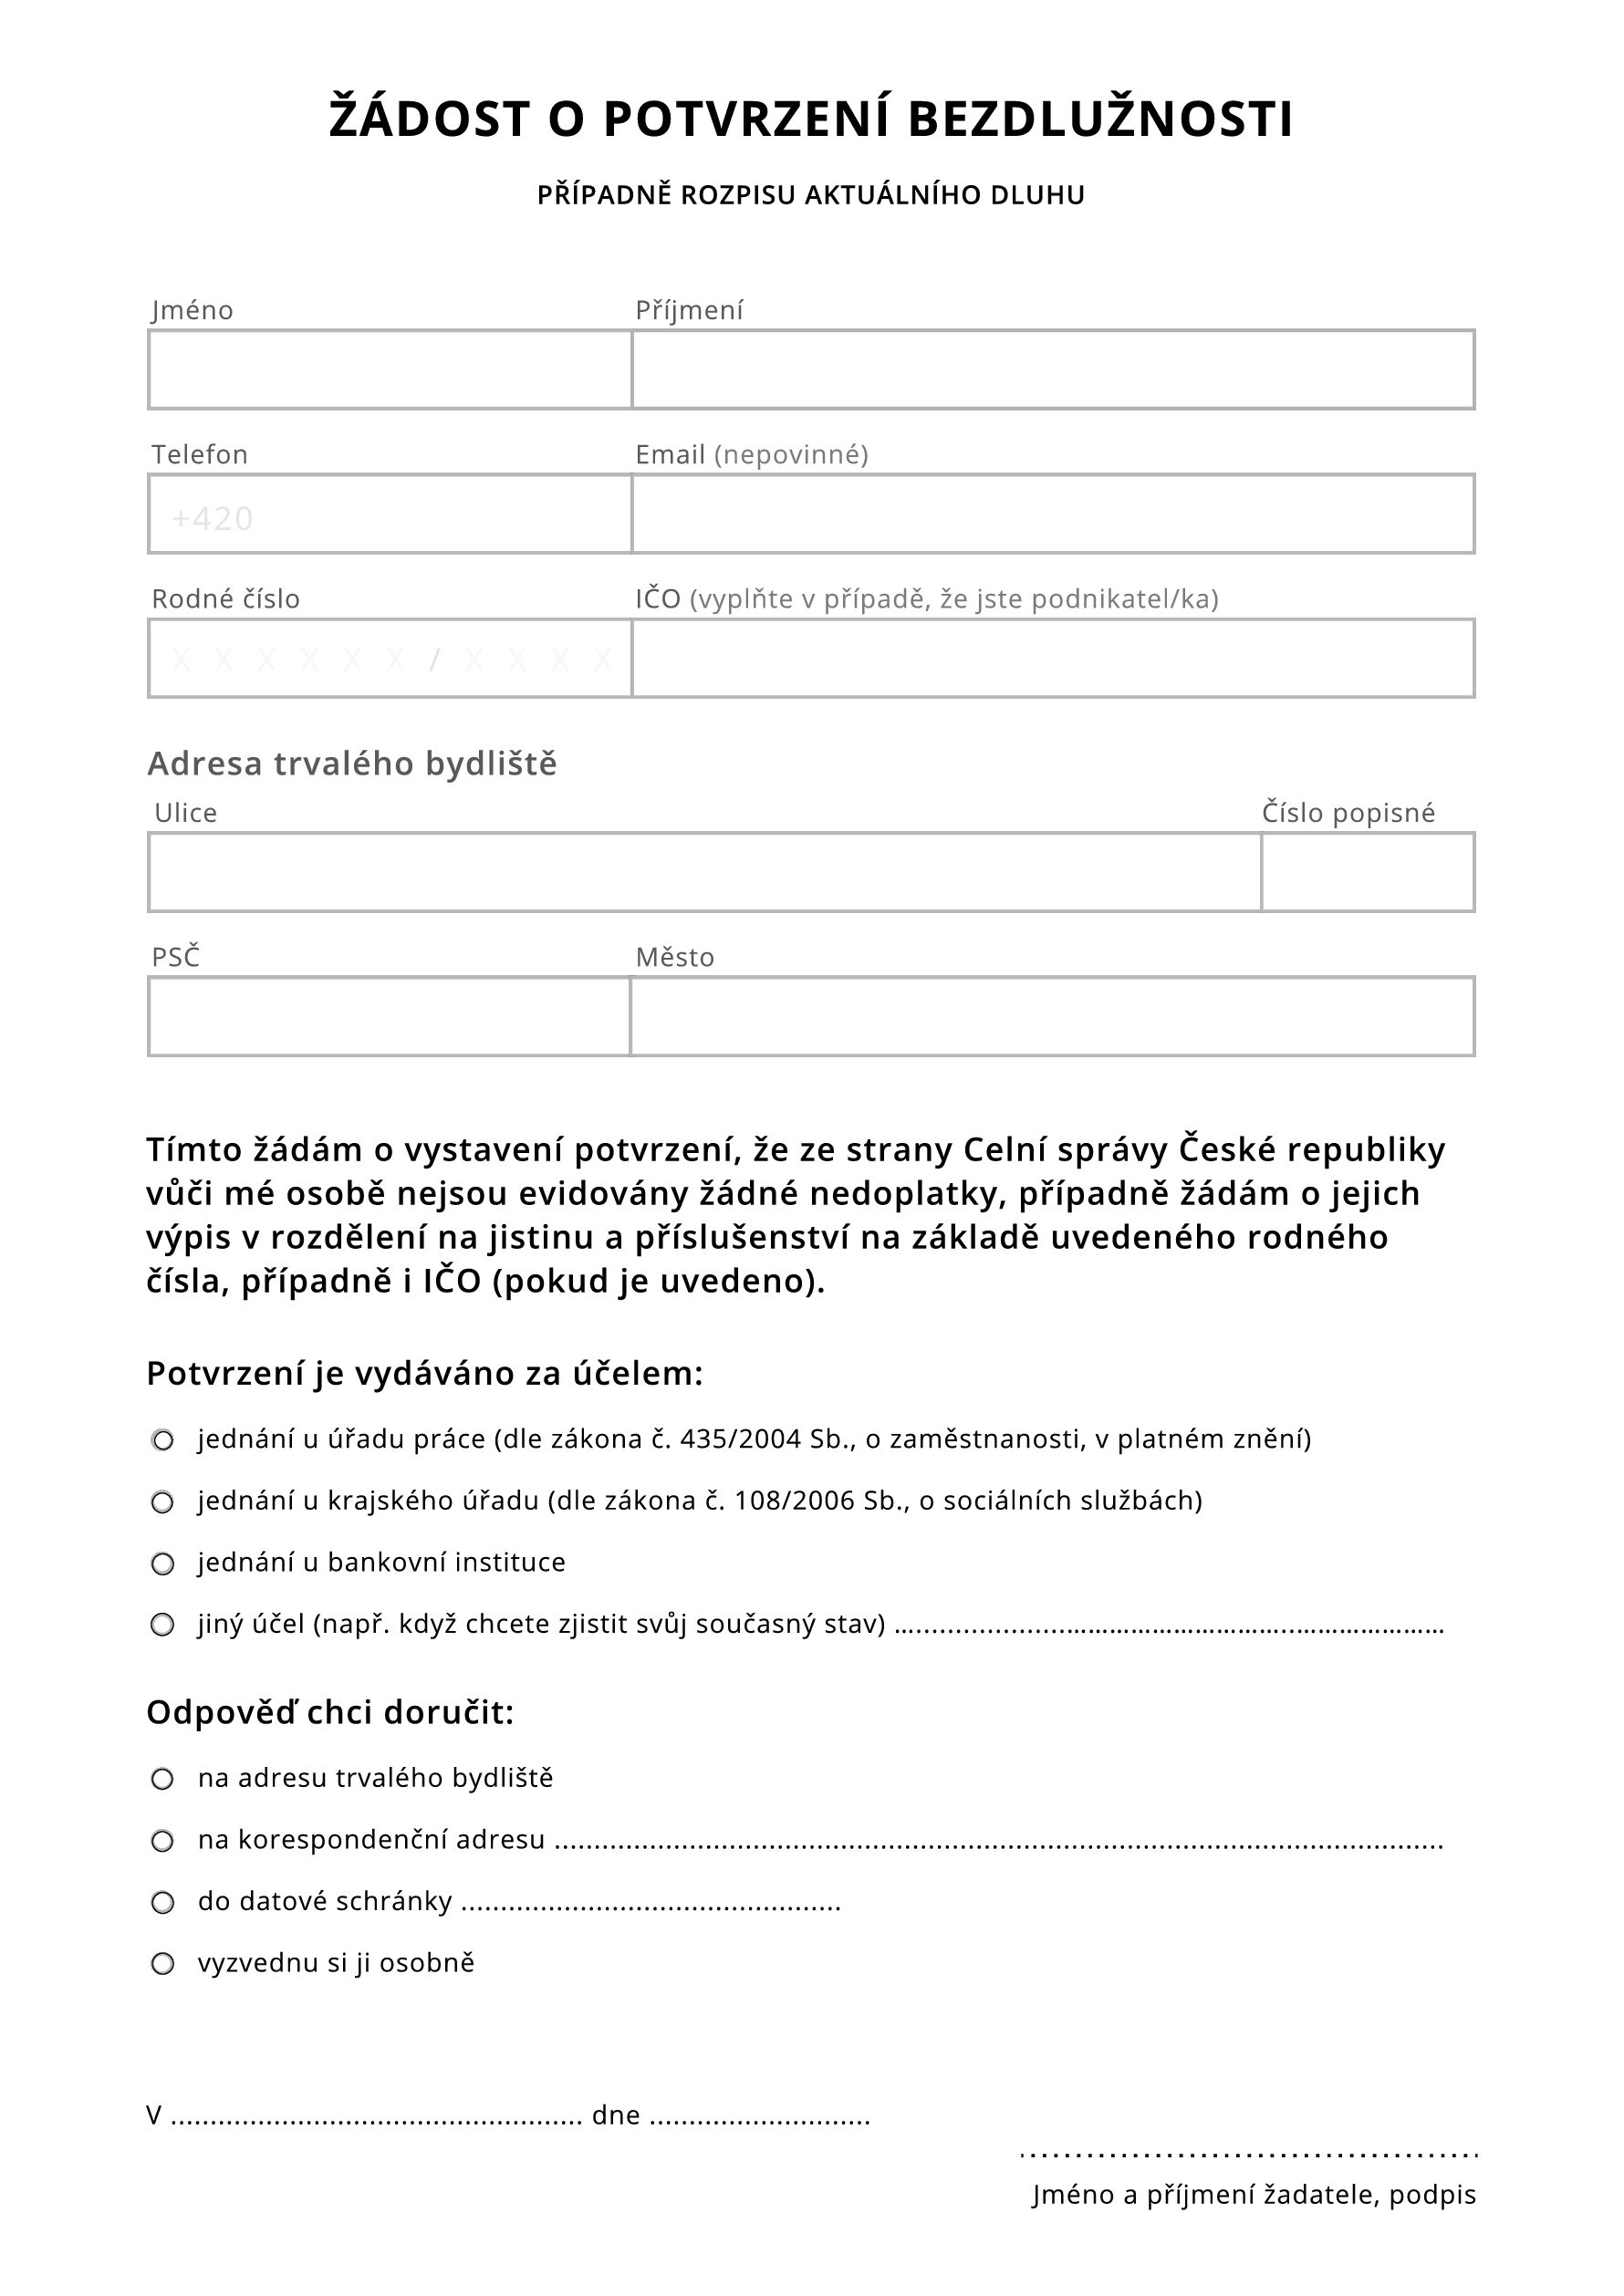 ŽÁDOST O POTVRZENÍ BEZDLUŽNOSTI
PŘÍPADNĚ ROZPISU AKTUÁLNÍHO DLUHU
Jméno Příjmení
Telefon Email (nepovinné)
+420
Rodné číslo IČO (vyplňte v případě, že jste podnikatel/ka)
X X X X X X / X X X X
Adresa trvalého bydliště
Ulice Číslo popisné
PSČ Město
Tímto žádám o vystavení potvrzení, že ze strany Celní správy České republiky
vůči mé osobě nejsou evidovány žádné nedoplatky, případně žádám o jejich
výpis v rozdělení na jistinu a příslušenství na základě uvedeného rodného
čísla, případně i IČO (pokud je uvedeno).
Potvrzení je vydáváno za účelem:
jednání u úřadu práce (dle zákona č. 435/2004 Sb., o zaměstnanosti, v platném znění)
jednání u krajského úřadu (dle zákona č. 108/2006 Sb., o sociálních službách)
jednání u bankovní instituce
jiný účel (např. když chcete zjistit svůj současný stav) ......................................................................
Odpověď chci doručit:
na adresu trvalého bydliště
na korespondenční adresu ................................................................................................................
do datové schránky ................................................
vyzvednu si ji osobně
V .................................................... dne ............................
........................................
Jméno a příjmení žadatele, podpis